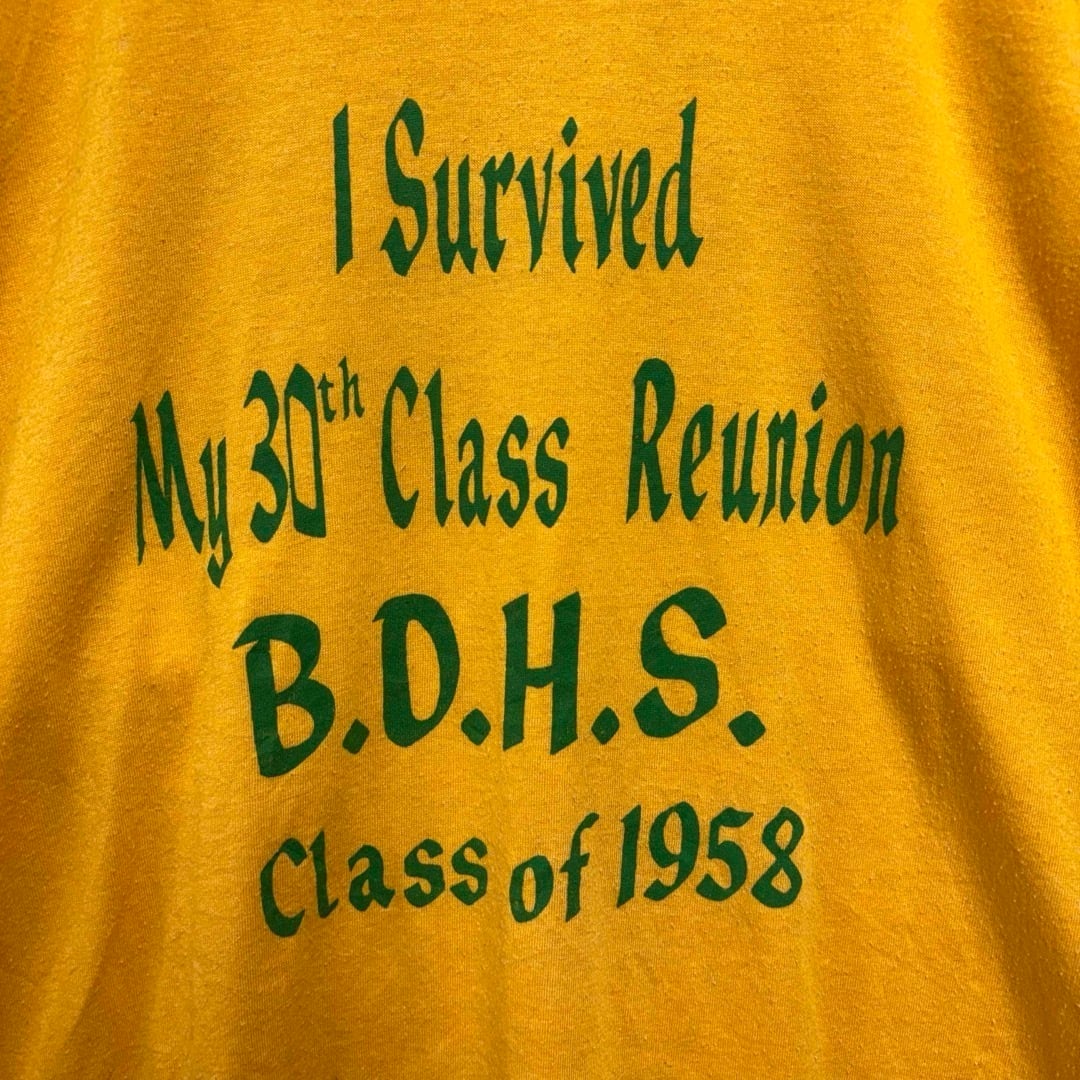 I Survived
My 30th Class Reunion
B.D.H.S.
Class of 1958